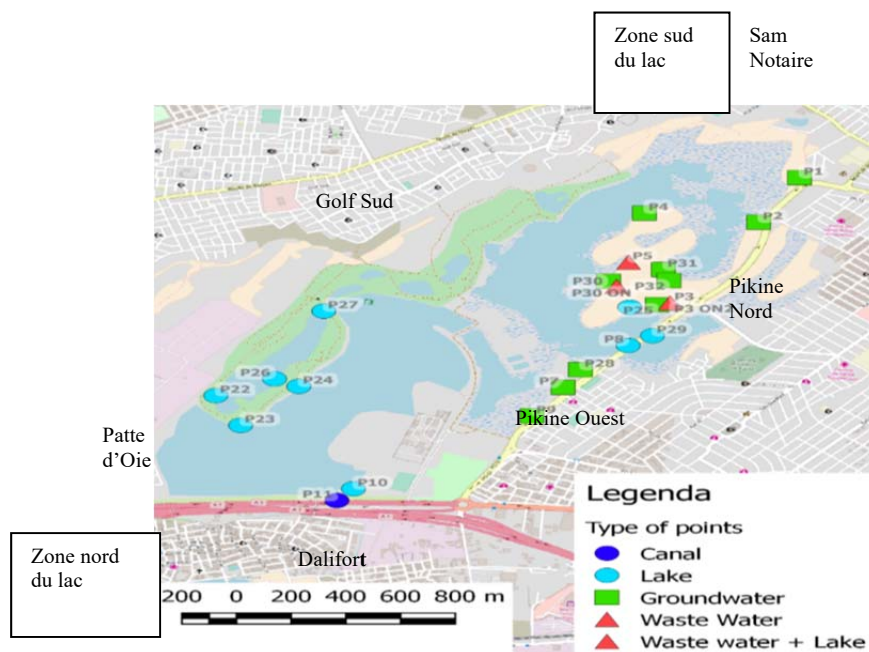 Zone sud
du lac
Sam
Notaire
P1
Golf Sud
P4
P2
P5
P31
P30
P32
Pikine
Nord
P30 ON
P3
P25
P3 ON2
P27
P29
P8
P28
P26
P24
P7
P22
Pikine Ouest
P23
Patte
d'Oie
P10
P11
Legenda
Type of points
Zone nord
du lac
Dalifort
Canal
Lake
200 0 200 400 600 800 m
Groundwater
Waste Water
Waste water + Lake